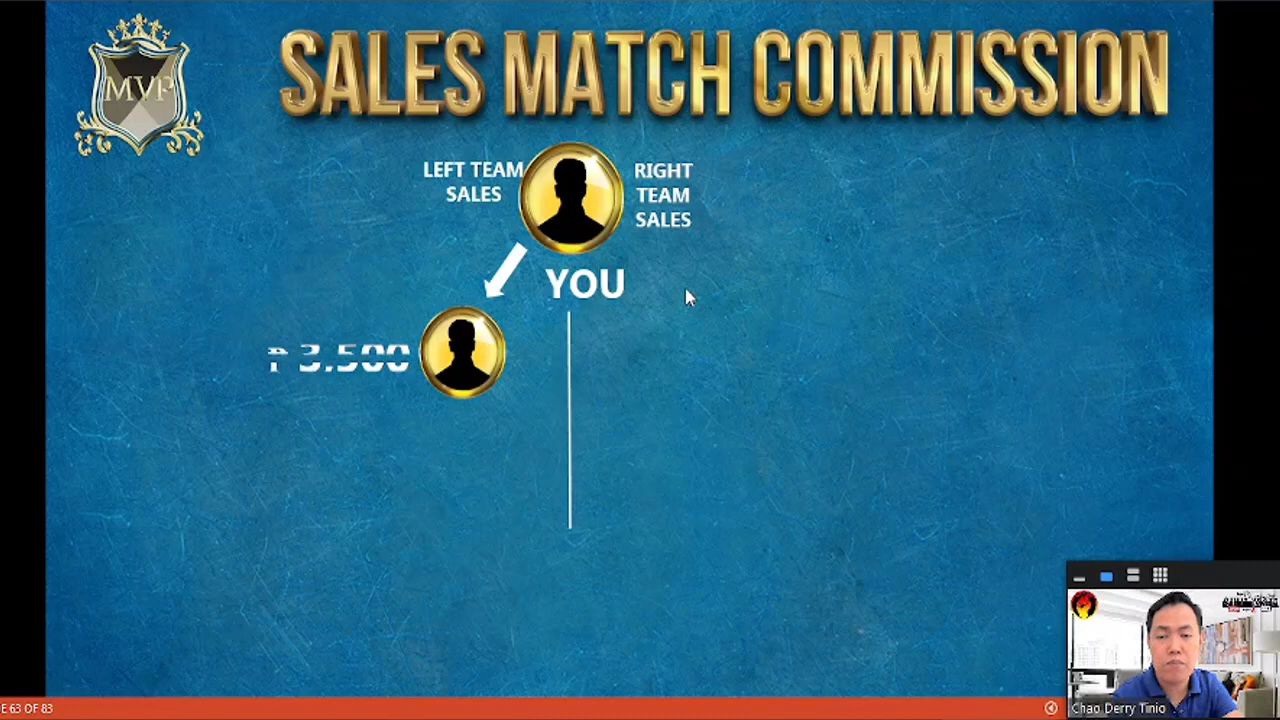 MVP
SALES MATCH COMMISSION
LEFT TEAM
SALES
RIGHT
TEAM
SALES
YOU
₱ 3,500
E 63 OF 83
Chao Derry Tinio